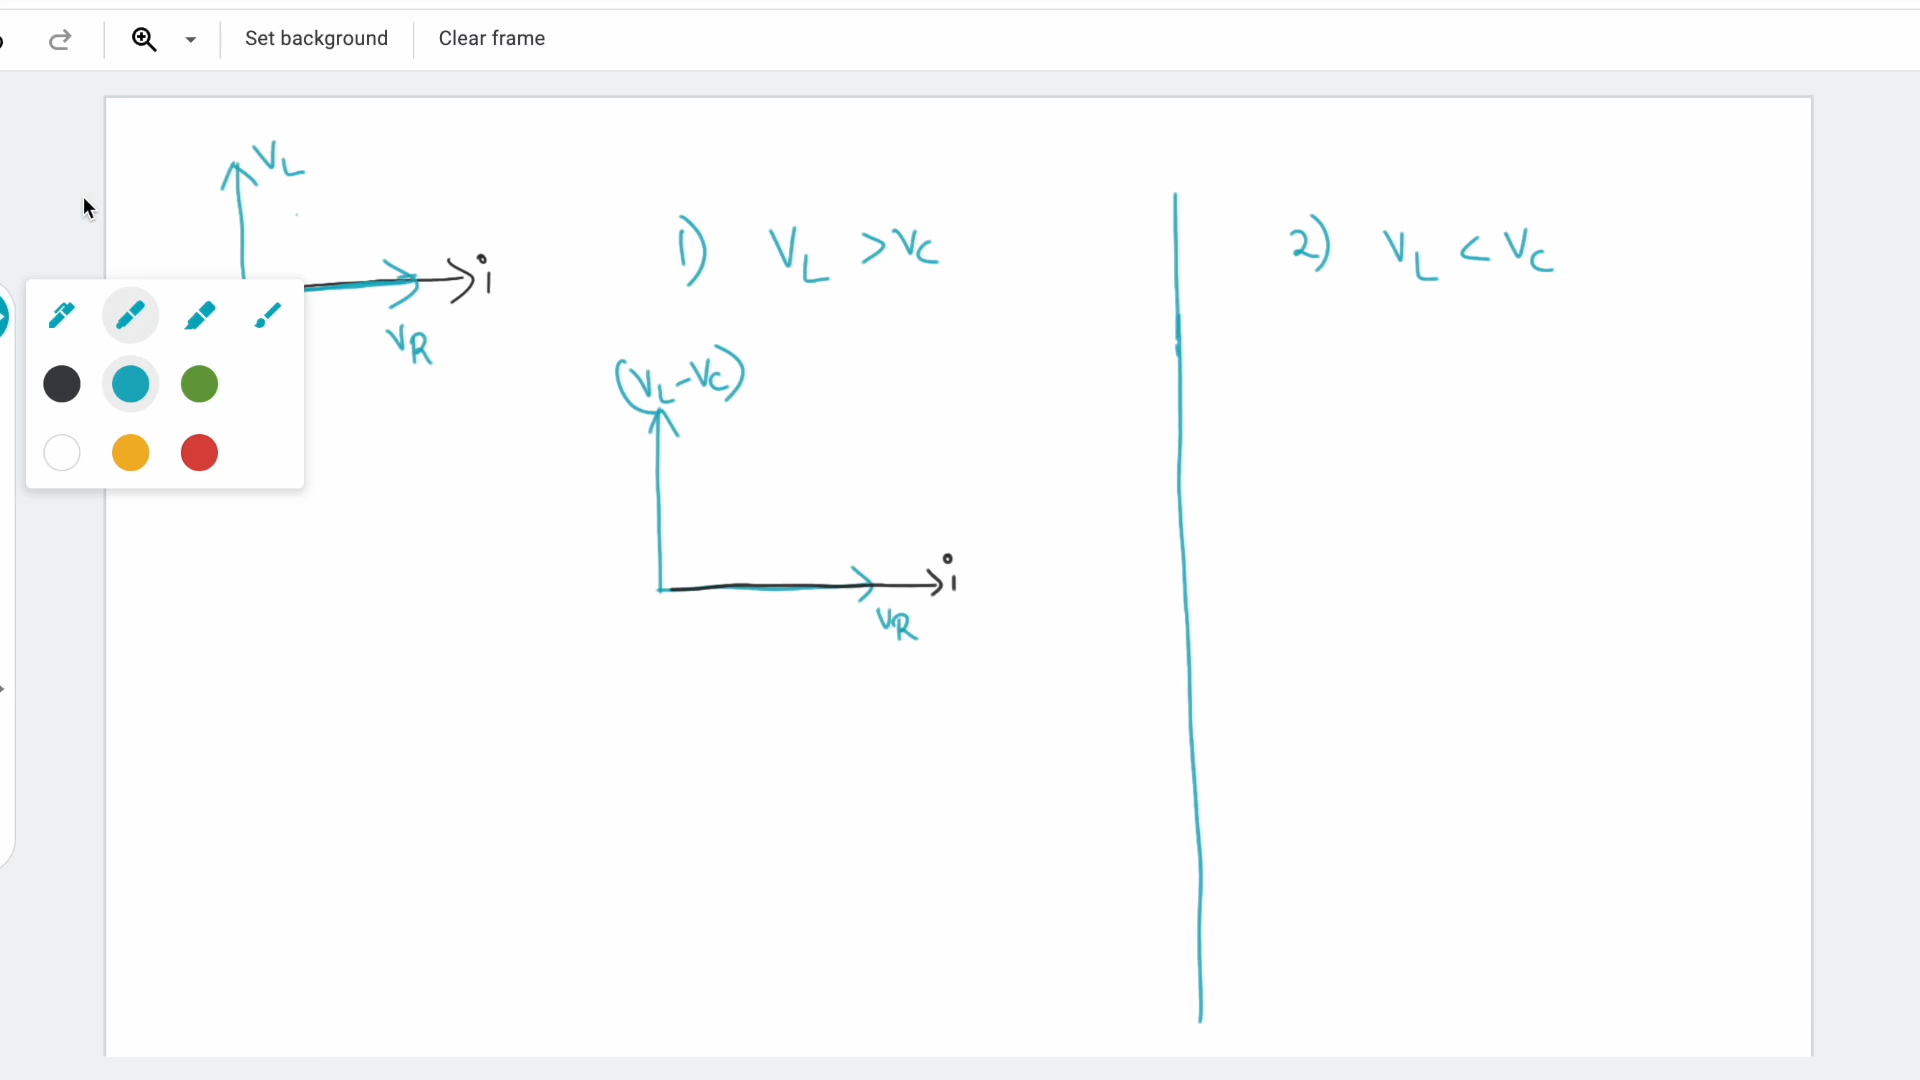 Set background
Clear frame
VL
i
VR
1) VL > VC
(VL - VC)
i
VR
2) VL < VC